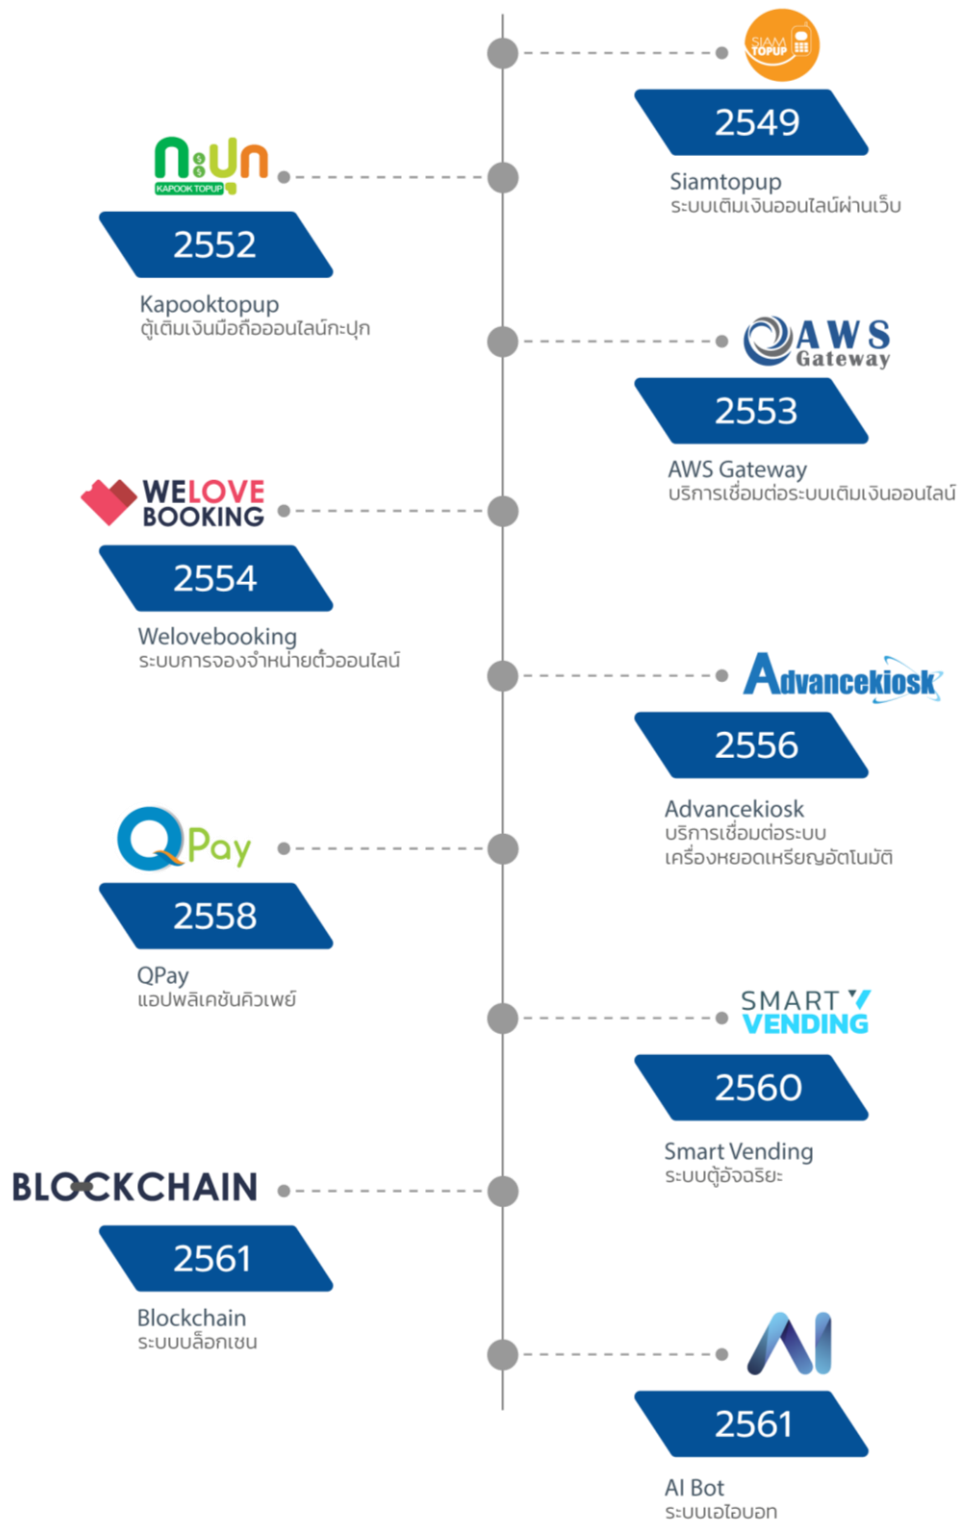 SIAM
TOPUP
2549
Siamtopup
ระบบเติมเงินออนไลน์ผ่านเว็บ
ก:ปุก
KAPOOK TOPUP
2552
Kapooktopup
ตู้เติมเงินมือถือออนไลน์กะปุก
AWS
Gateway
2553
AWS Gateway
บริการเชื่อมต่อระบบเติมเงินออนไลน์
WELOVE
BOOKING
2554
Welovebooking
ระบบการจองจำหน่ายตั๋วออนไลน์
Advancekiosk
2556
Advancekiosk
บริการเชื่อมต่อระบบ
เครื่องหยอดเหรียญอัตโนมัติ
QPay
2558
QPay
แอปพลิเคชันคิวเพย์
SMART
VENDING
2560
Smart Vending
ระบบตู้อัจฉริยะ
BLOCKCHAIN
2561
Blockchain
ระบบบล็อกเชน
AI
2561
AI Bot
ระบบเอไอบอท